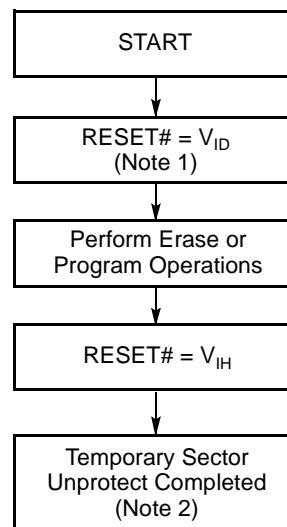 START
RESET# = VID
(Note 1)
Perform Erase or
Program Operations
RESET# = VIH
Temporary Sector
Unprotect Completed
(Note 2)